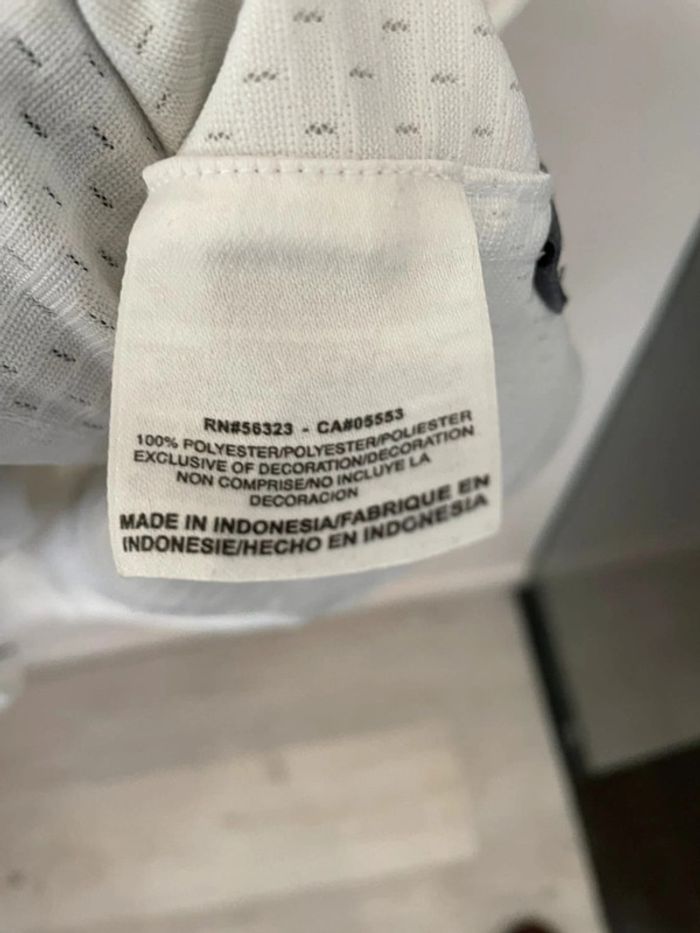 RN#56323 - CA#05553
100% POLYESTER/POLYESTER/POLIESTER
EXCLUSIVE OF DECORATION/DECORATION
NON COMPRISE/NO INCLUYE LA
DECORACION
MADE IN INDONESIA/FABRIQUE EN
INDONESIE/HECHO EN INDONESIA